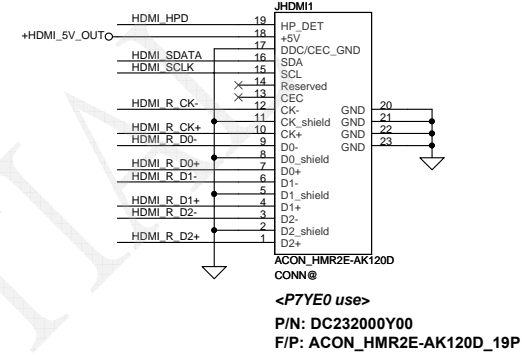 JHDMI1
HDMI_HPD 19 HP_DET
+HDMI_5V_OUT 18 +5V
17 DDC/CEC_GND
HDMI_SDATA 16 SDA
HDMI_SCLK 15 SCL
14 Reserved
13 CEC
HDMI_R_CK- 12 CK- GND 20
11 CK_shield GND 21
HDMI_R_CK+ 10 CK+ GND 22
HDMI_R_D0- 9 D0- GND 23
8 D0_shield
HDMI_R_D0+ 7 D0+
HDMI_R_D1- 6 D1-
5 D1_shield
HDMI_R_D1+ 4 D1+
HDMI_R_D2- 3 D2-
2 D2_shield
HDMI_R_D2+ 1 D2+
ACON_HMR2E-AK120D
CONN@
<P7YE0 use>
P/N: DC232000Y00
F/P: ACON_HMR2E-AK120D_19P